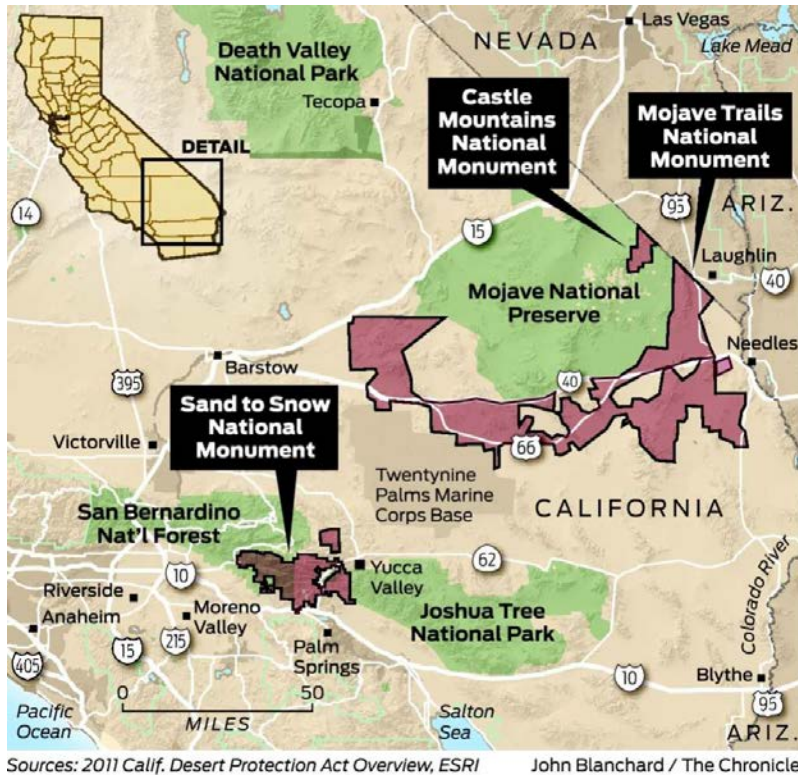 Las Vegas
NEVADA
Lake Mead
Death Valley
National Park
Tecopa
Castle
Mountains
National
Monument
Mojave Trails
National
Monument
DETAIL
14
95
ARIZ.
15
Laughlin
40
Mojave National
Preserve
Needles
Barstow
40
395
Sand to Snow
National
Monument
Victorville
66
Twentynine
Palms Marine
Corps Base
CALIFORNIA
San Bernardino
Nat'l Forest
62
Yucca
Valley
10
Riverside
Anaheim
Moreno
Valley
Joshua Tree
National Park
Colorado River
15
215
Palm
Springs
405
10
Blythe
0
50
MILES
95
Pacific
Ocean
Salton
Sea
ARIZ.
Sources: 2011 Calif. Desert Protection Act Overview, ESRI
John Blanchard / The Chronicle